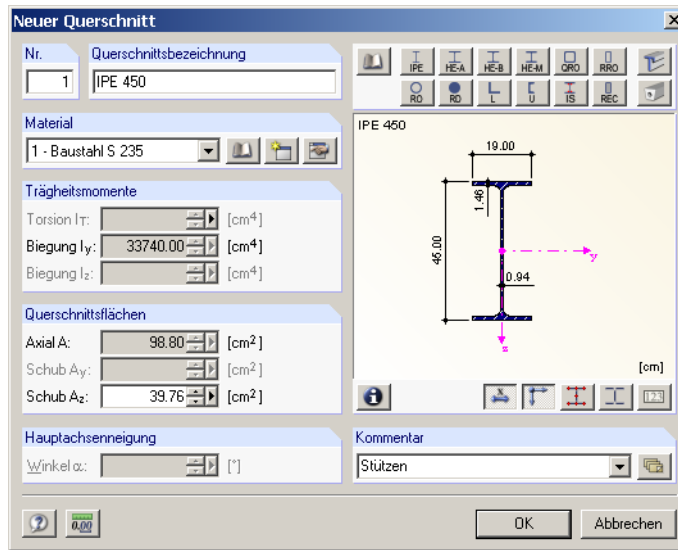 Neuer Querschnitt
Nr.
1
Querschnittsbezeichnung
IPE 450
IPE HE-A HE-B HE-M QRO RRO
RO RD L U IS REC
Material
1 - Baustahl S 235
Trägheitsmomente
Torsion IT: [cm4]
Biegung Iy: 33740.00 [cm4]
Biegung Iz: [cm4]
Querschnittsflächen
Axial A: 98.80 [cm2]
Schub Ay: [cm2]
Schub Az: 39.76 [cm2]
Hauptachsenneigung
Winkel α: [°]
IPE 450
19.00
1.46
45.00
0.94
y
z
[cm]
123
Kommentar
Stützen
0.00
OK Abbrechen